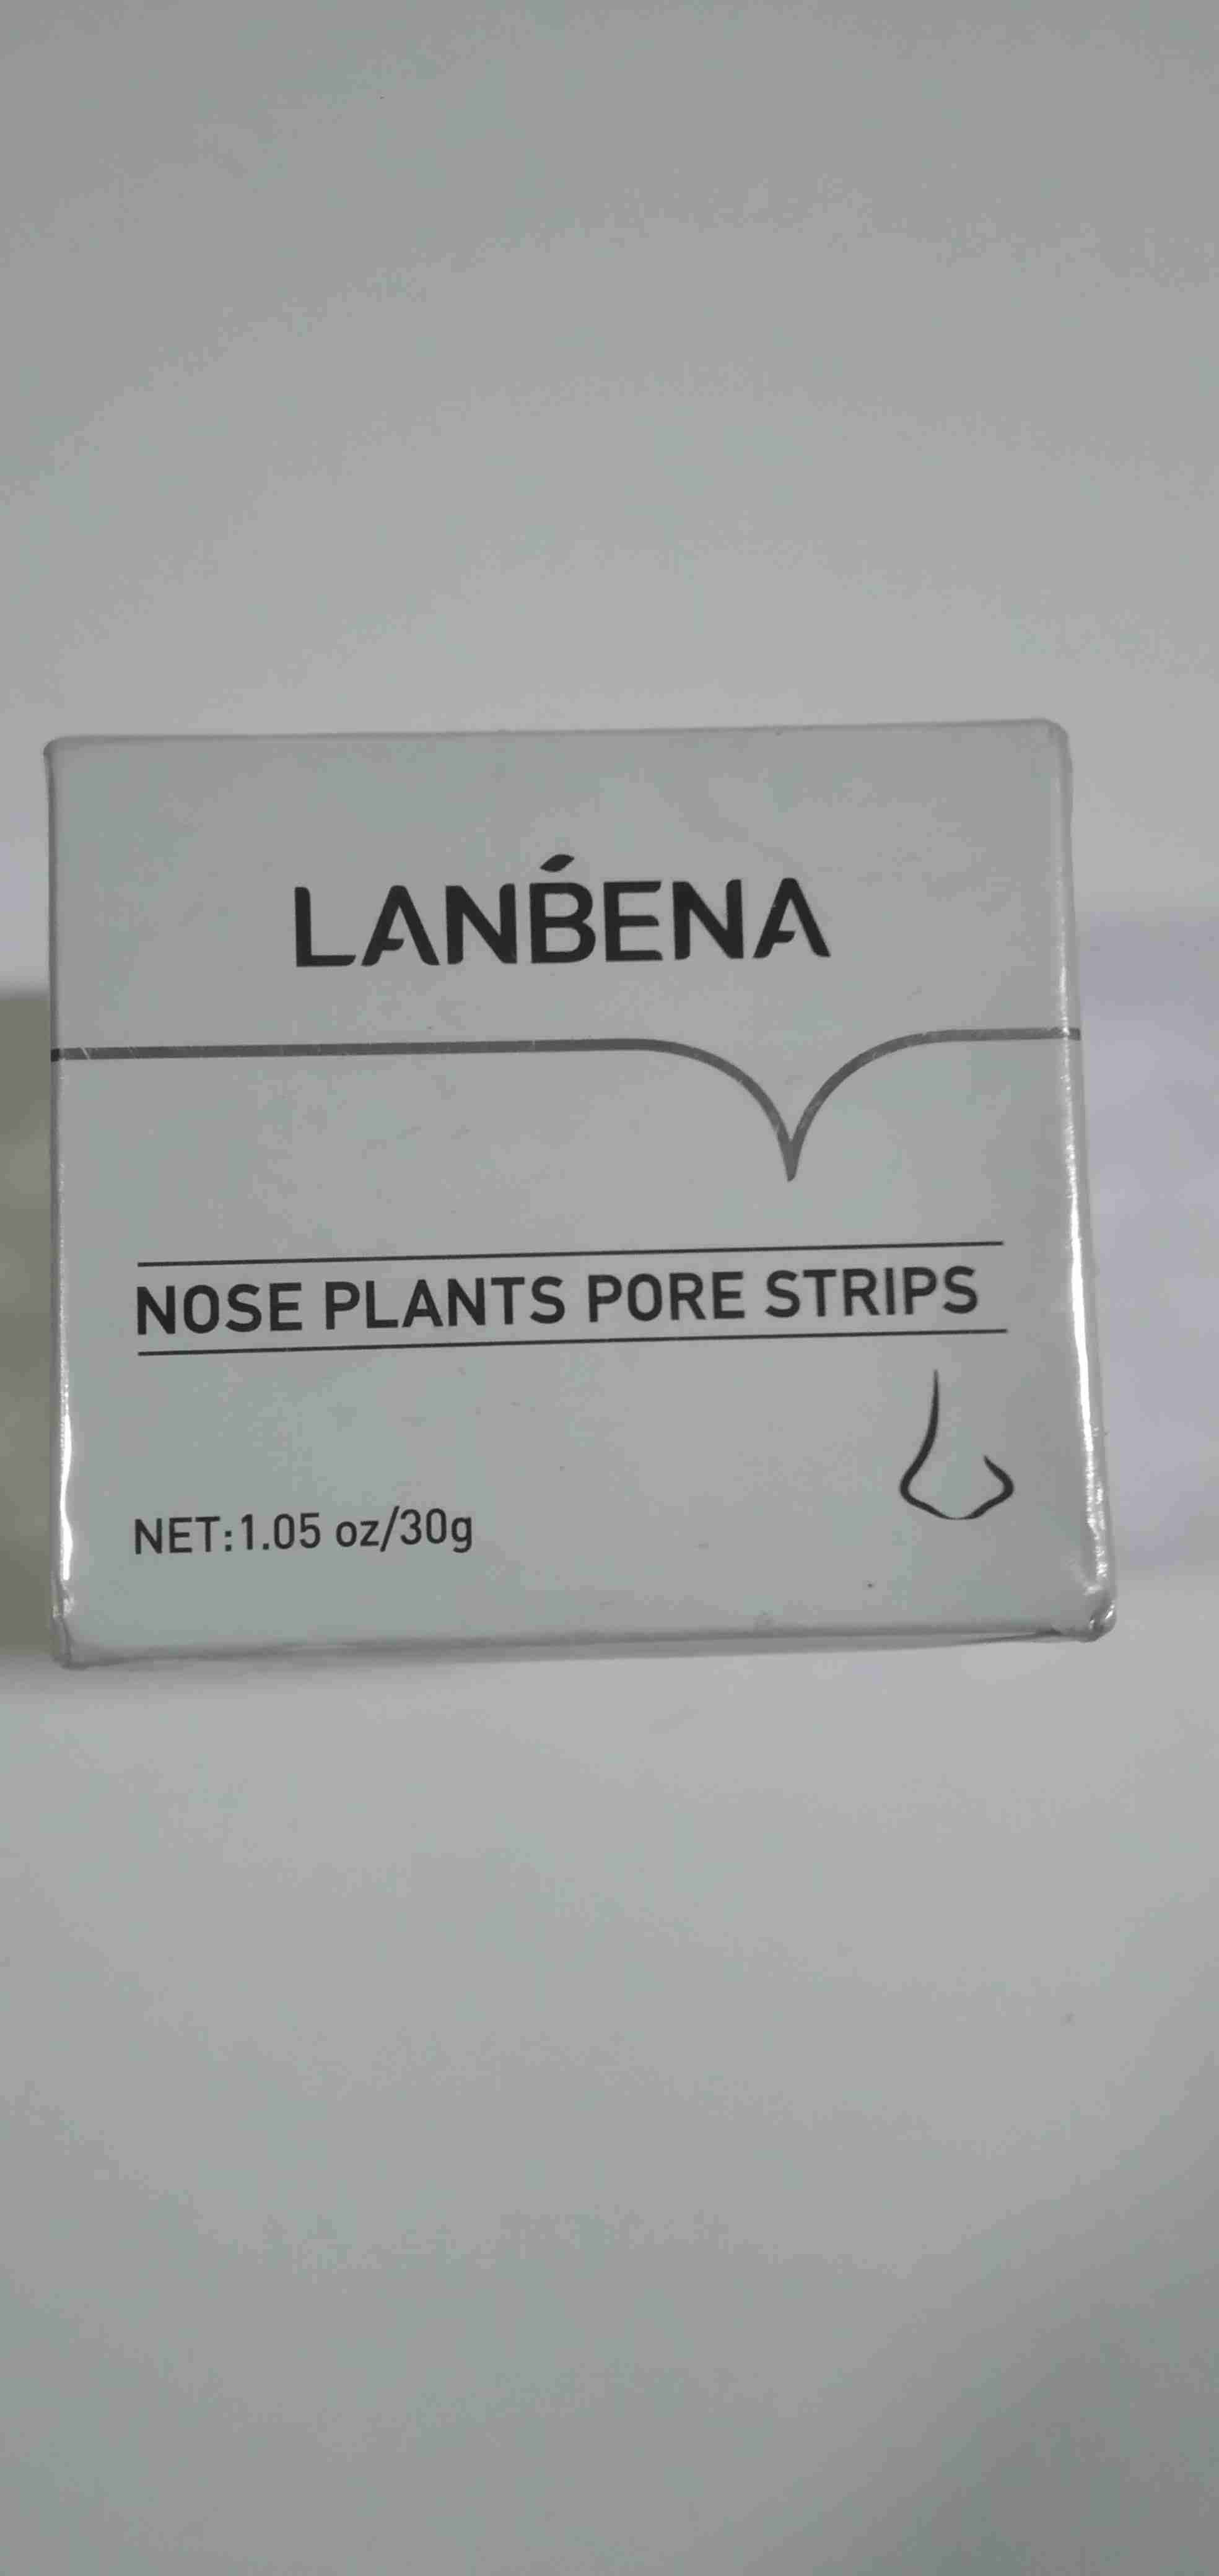 LANBENA
NOSE PLANTS PORE STRIPS
NET:1.05 oz/30g